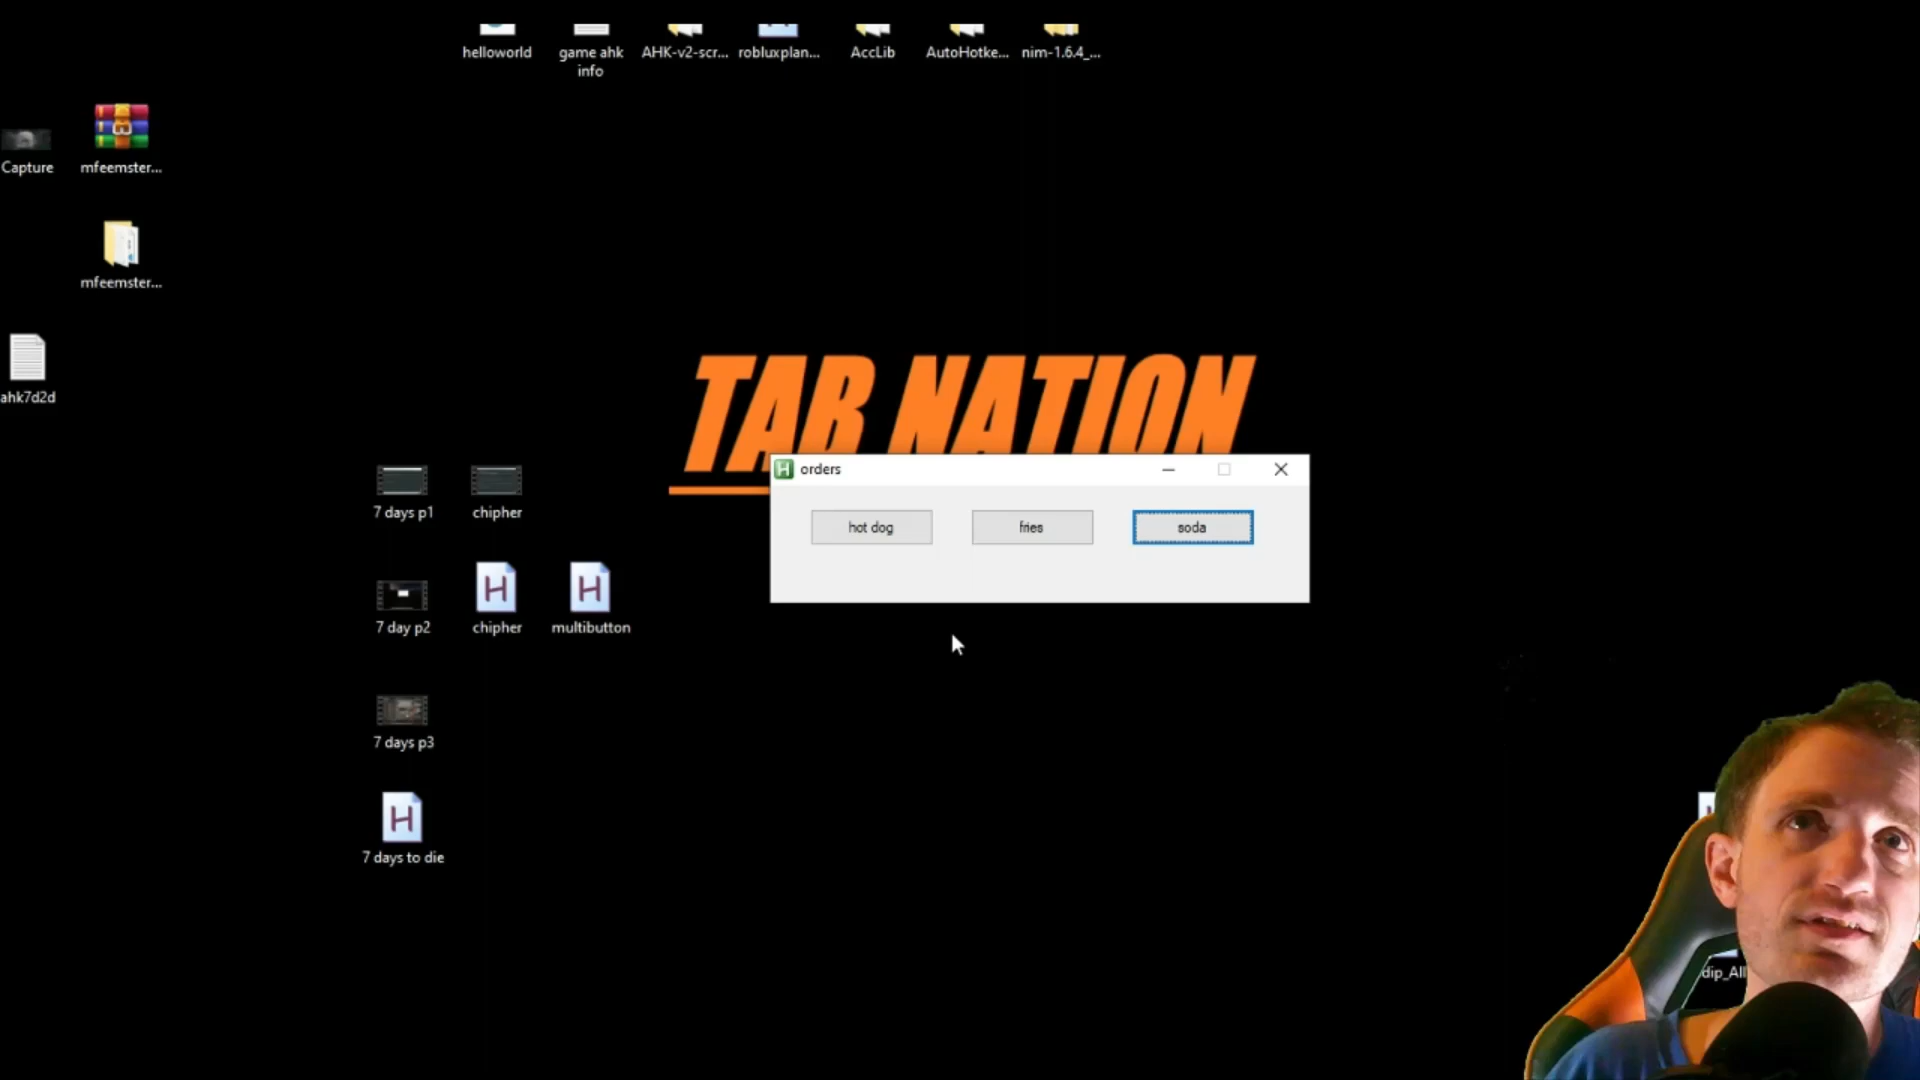 helloworld
game ahk
info
AHK-v2-scr...
robluxplan...
AccLib
AutoHotke...
nim-1.6.4_...
Capture
mfeemster...
mfeemster...
ahk7d2d
TAB NATION
orders
hot dog
fries
soda
7 days p1
chipher
7 day p2
chipher
multibutton
7 days p3
7 days to die
dip_All